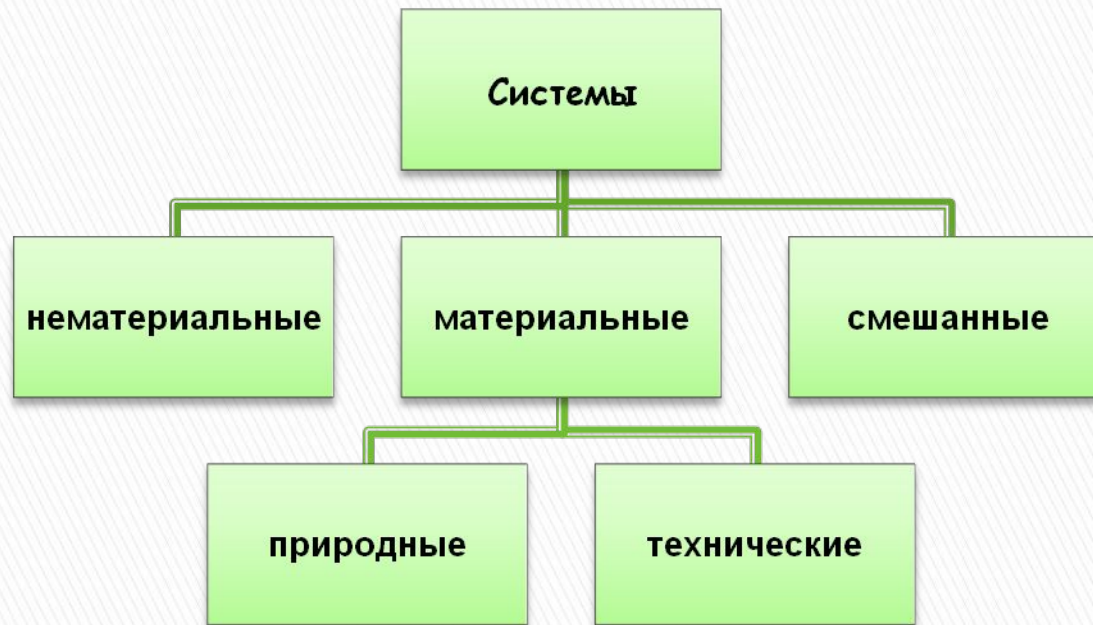 Системы
нематериальные
материальные
смешанные
природные
технические